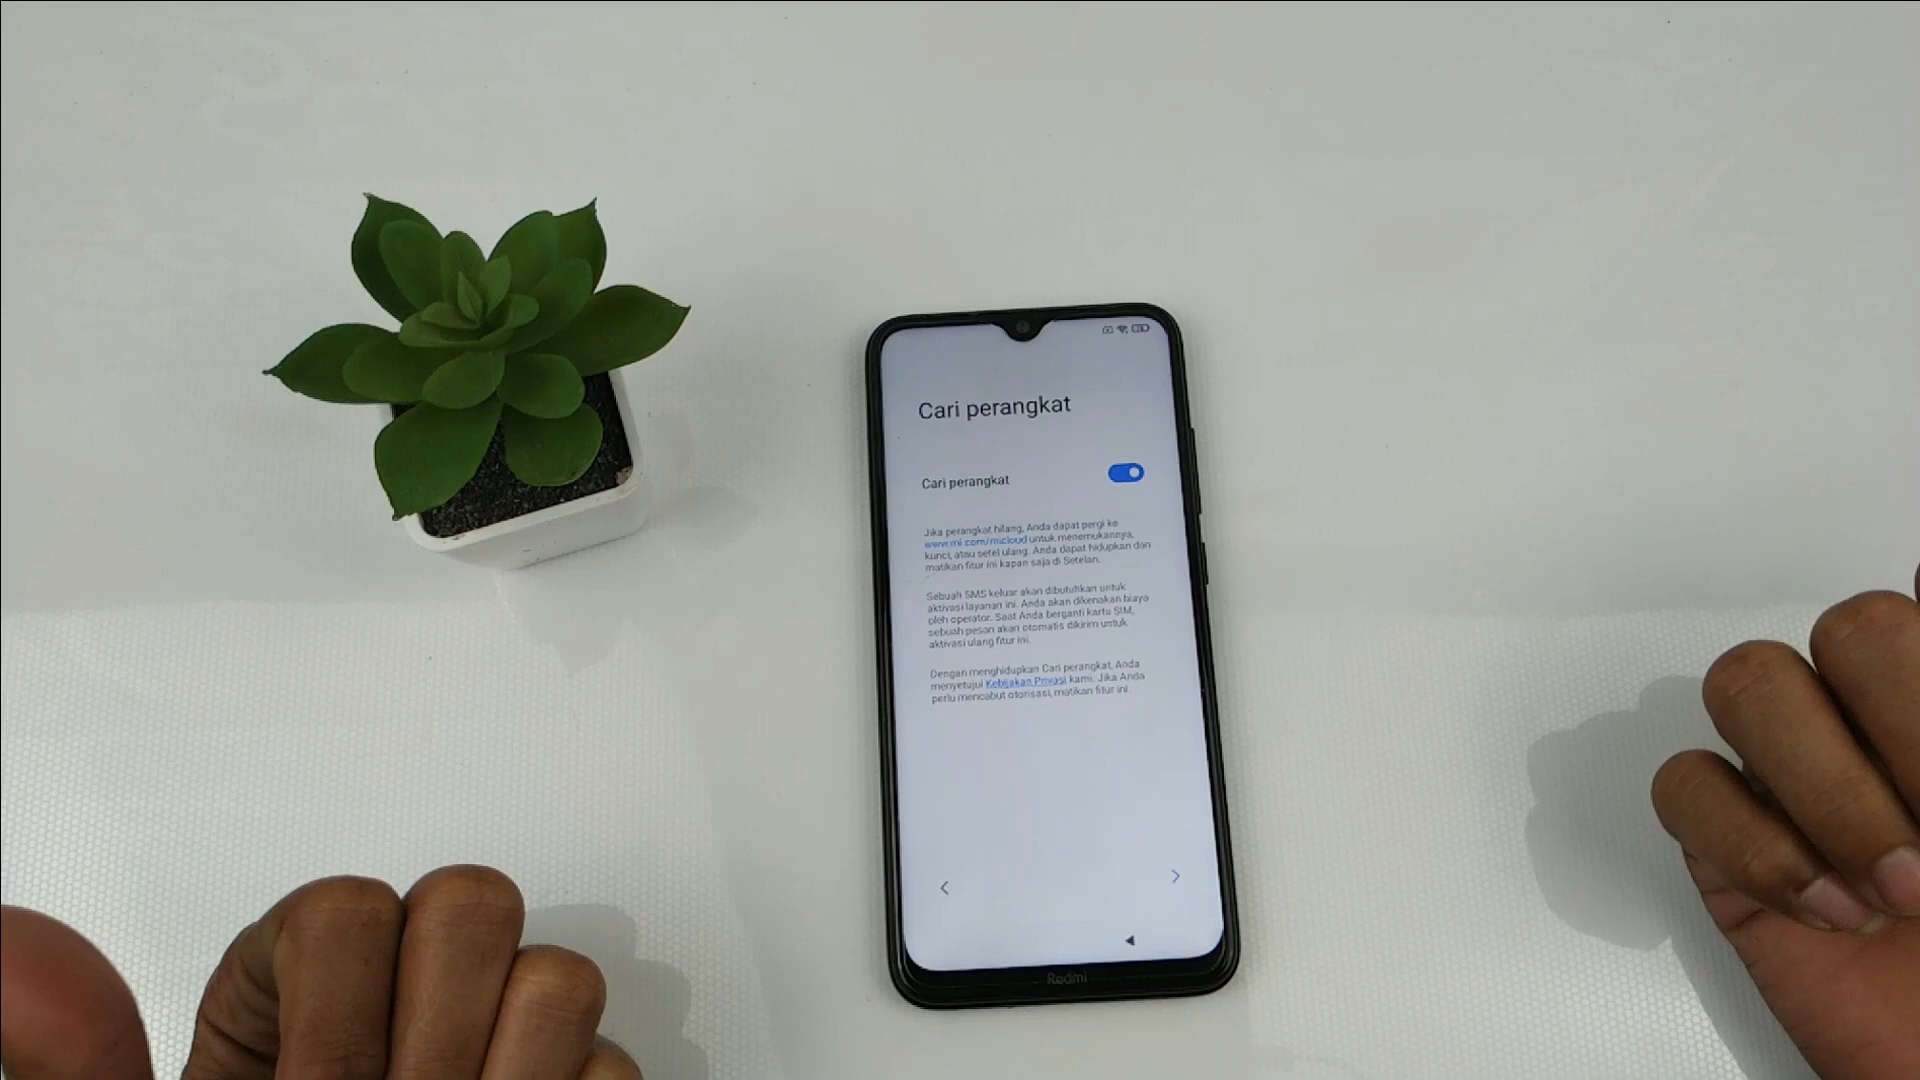 Cari perangkat
Cari perangkat
Jika perangkat hilang, Anda dapat pergi ke
www.mi.com/micloud untuk menemukannya,
kunci, atau setel ulang. Anda dapat hidupkan dan
matikan fitur ini kapan saja di Setelan.
Sebuah SMS keluar akan dibutuhkan untuk
aktivasi layanan ini. Anda akan dikenakan biaya
oleh operator. Saat Anda berganti kartu SIM,
sebuah pesan akan otomatis dikirim untuk
aktivasi ulang fitur ini.
Dengan menghidupkan Cari perangkat, Anda
menyetujui Kebijakan Privasi kami. Jika Anda
perlu mencabut otorisasi, matikan fitur ini.
Redmi